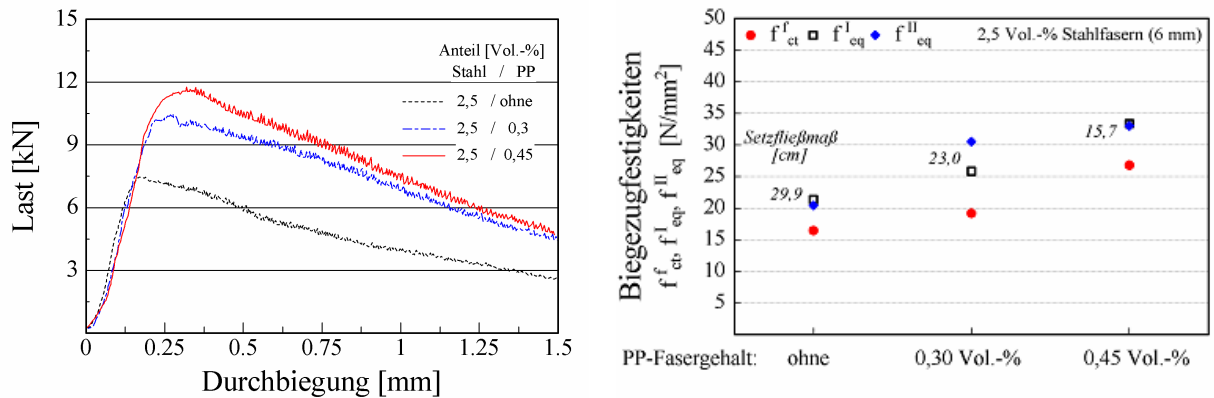 15
12
9
6
3
0
0.25
0.5
0.75
1
1.25
1.5
Last [kN]
Durchbiegung [mm]
Anteil [Vol.-%]
Stahl / PP
2,5 / ohne
2,5 / 0,3
2,5 / 0,45
50
45
40
35
30
25
20
15
10
5
Biegezugfestigkeiten
f^f_ct, f^I_eq, f^II_eq [N/mm²]
f^f_ct f^I_eq f^II_eq 2,5 Vol.-% Stahlfasern (6 mm)
Setzfließmaß
[cm]
29,9
23,0
15,7
PP-Fasergehalt: ohne 0,30 Vol.-% 0,45 Vol.-%